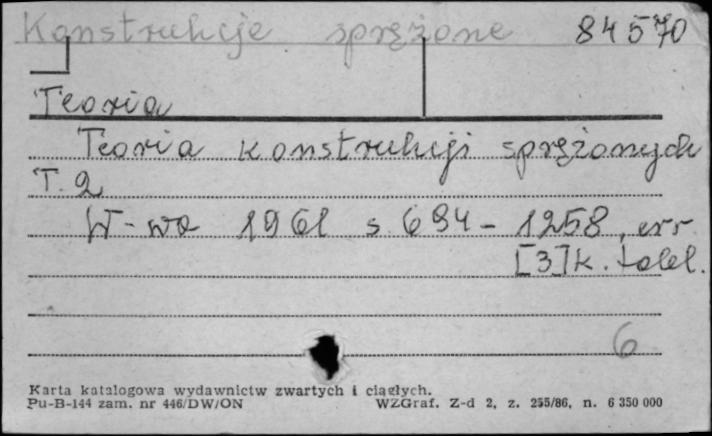 Konstrukcje sprężone 84570
Teoria
Teoria konstrukcji sprężonych
T. 2
W-wa 1961 s. 694-1258, err
[3]k. tabl.
6
Karta katalogowa wydawnictw zwartych i ciągłych.
Pu-B-144 zam. nr 446/DW/ON WZGraf. Z-d 2, z. 255/86, n. 6 350 000